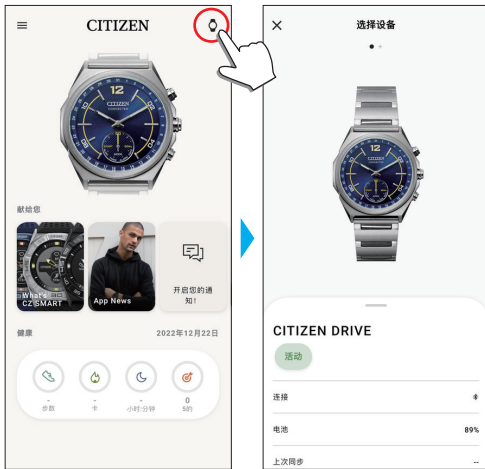 CITIZEN
12
CITIZEN
CONNECTED
献给您
What's
CZ SMART
App News
开启您的通
知！
健康
2022年12月22日
-
步数
-
卡
-
小时:分钟
0
5的
选择设备
12
CITIZEN
CITIZEN DRIVE
活动
连接
电池
89%
上次同步
--